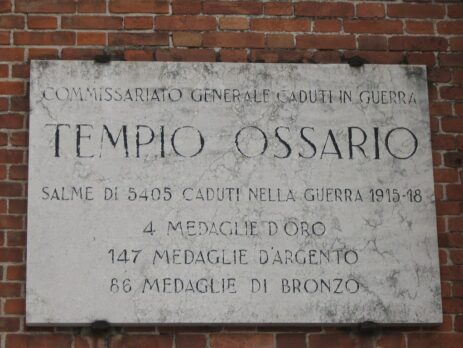 COMMISSARIATO GENERALE CADUTI IN GUERRA
TEMPIO OSSARIO
SALME DI 5405 CADUTI NELLA GUERRA 1915-18
4 MEDAGLIE D'ORO
147 MEDAGLIE D'ARGENTO
86 MEDAGLIE DI BRONZO